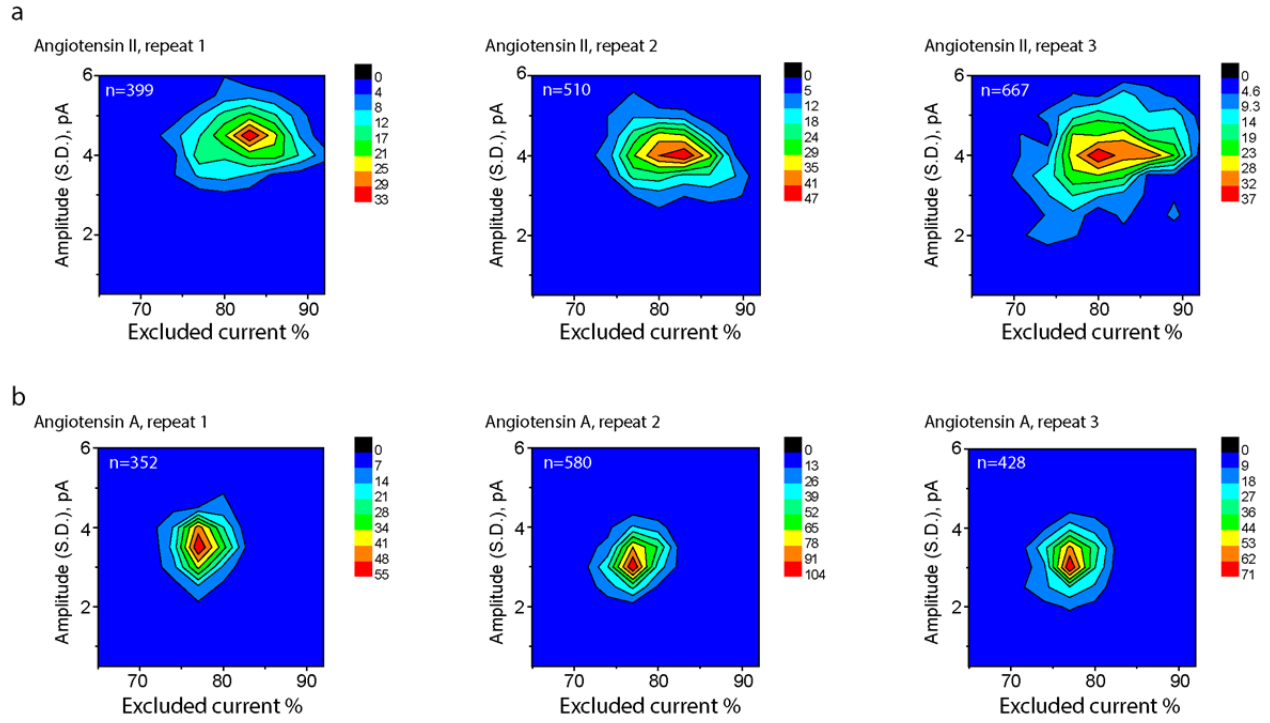 a
Angiotensin II, repeat 1
Angiotensin II, repeat 2
Angiotensin II, repeat 3
6
4
2
Amplitude (S.D.), pA
n=399
70 80 90
Excluded current %
0
4
8
12
17
21
25
29
33
6
4
2
Amplitude (S.D.), pA
n=510
70 80 90
Excluded current %
0
5
12
18
24
29
35
41
47
6
4
2
Amplitude (S.D.), pA
n=667
70 80 90
Excluded current %
0
4.6
9.3
14
19
23
28
32
37
b
Angiotensin A, repeat 1
Angiotensin A, repeat 2
Angiotensin A, repeat 3
6
4
2
Amplitude (S.D.), pA
n=352
70 80 90
Excluded current %
0
7
14
21
28
34
41
48
55
6
4
2
Amplitude (S.D.), pA
n=580
70 80 90
Excluded current %
0
13
26
39
52
65
78
91
104
6
4
2
Amplitude (S.D.), pA
n=428
70 80 90
Excluded current %
0
9
18
27
36
44
53
62
71